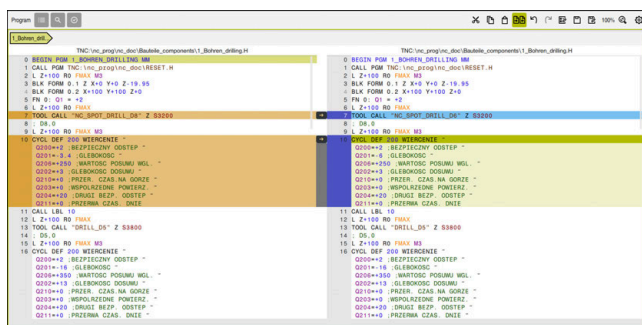 Program
100%
1_Bohren_drill..
TNC:\nc_prog\nc_doc\Bauteile_components\1_Bohren_drilling.H
0 BEGIN PGM 1_BOHREN_DRILLING MM
1 CALL PGM TNC:\nc_prog\nc_doc\RESET.H
2 L Z+100 R0 FMAX M3
3 BLK FORM 0.1 Z X+0 Y+0 Z-19.95
4 BLK FORM 0.2 X+100 Y+100 Z+0
5 FN 0: Q1 = +2
6 L Z+100 R0 FMAX
7 TOOL CALL "NC_SPOT_DRILL_D8" Z S3200
8 ; D8,0
9 L Z+100 R0 FMAX M3
10 CYCL DEF 200 WIERCENIE ~
Q200=+2 ;BEZPIECZNY ODSTEP ~
Q201=-3.4 ;GLEBOKOSC ~
Q206=+250 ;WARTOSC POSUWU WGL. ~
Q202=+3 ;GLEBOKOSC DOSUWU ~
Q210=+0 ;PRZER. CZAS.NA GORZE ~
Q203=+0 ;WSPOLRZEDNE POWIERZ. ~
Q204=+20 ;DRUGI BEZP. ODSTEP ~
Q211=+0 ;PRZERWA CZAS. DNIE ~
11 CALL LBL 10
12 L Z+100 R0 FMAX
13 TOOL CALL "DRILL_D5" Z S3800
14 ; D5,0
15 L Z+100 R0 FMAX M3
16 CYCL DEF 200 WIERCENIE ~
Q200=+2 ;BEZPIECZNY ODSTEP ~
Q201=-16 ;GLEBOKOSC ~
Q206=+350 ;WARTOSC POSUWU WGL. ~
Q202=+13 ;GLEBOKOSC DOSUWU ~
Q210=+0 ;PRZER. CZAS.NA GORZE ~
Q203=+0 ;WSPOLRZEDNE POWIERZ. ~
Q204=+20 ;DRUGI BEZP. ODSTEP ~
Q211=+0 ;PRZERWA CZAS. DNIE ~
TNC:\nc_prog\nc_doc\Bauteile_components\1_Bohren_drilling.H
0 BEGIN PGM 1_BOHREN_DRILLING MM
1 CALL PGM TNC:\nc_prog\nc_doc\RESET.H
2 L Z+100 R0 FMAX M3
3 BLK FORM 0.1 Z X+0 Y+0 Z-19.95
4 BLK FORM 0.2 X+100 Y+100 Z+0
5 FN 0: Q1 = +2
6 L Z+100 R0 FMAX
7 TOOL CALL "NC_SPOT_DRILL_D6" Z S3200
8 ; D8,0
9 L Z+100 R0 FMAX M3
10 CYCL DEF 200 WIERCENIE ~
Q200=+2 ;BEZPIECZNY ODSTEP ~
Q201=-6 ;GLEBOKOSC ~
Q206=+250 ;WARTOSC POSUWU WGL. ~
Q202=+3 ;GLEBOKOSC DOSUWU ~
Q210=+0 ;PRZER. CZAS.NA GORZE ~
Q203=+0 ;WSPOLRZEDNE POWIERZ. ~
Q204=+20 ;DRUGI BEZP. ODSTEP ~
Q211=+0 ;PRZERWA CZAS. DNIE ~
11 CALL LBL 10
12 L Z+100 R0 FMAX
13 TOOL CALL "DRILL_D5" Z S3800
14 ; D5,0
15 L Z+100 R0 FMAX M3
16 CYCL DEF 200 WIERCENIE ~
Q200=+2 ;BEZPIECZNY ODSTEP ~
Q201=-16 ;GLEBOKOSC ~
Q206=+350 ;WARTOSC POSUWU WGL. ~
Q202=+13 ;GLEBOKOSC DOSUWU ~
Q210=+0 ;PRZER. CZAS.NA GORZE ~
Q203=+0 ;WSPOLRZEDNE POWIERZ. ~
Q204=+20 ;DRUGI BEZP. ODSTEP ~
Q211=+0 ;PRZERWA CZAS. DNIE ~